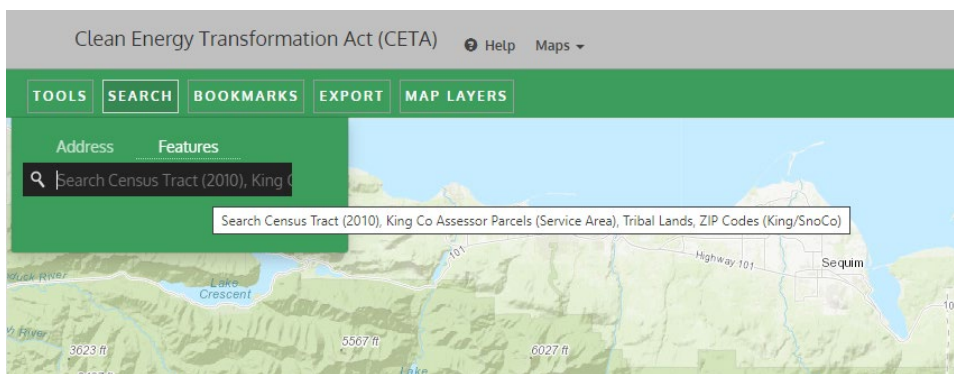 Clean Energy Transformation Act (CETA) Help Maps
TOOLS SEARCH BOOKMARKS EXPORT MAP LAYERS
Address Features
Search Census Tract (2010), King
Search Census Tract (2010), King Co Assessor Parcels (Service Area), Tribal Lands, ZIP Codes (King/SnoCo)
101
Highway 101
Sequim
River
Lake
Crescent
10
River
3623 ft
5567 ft
6027 ft
Lake